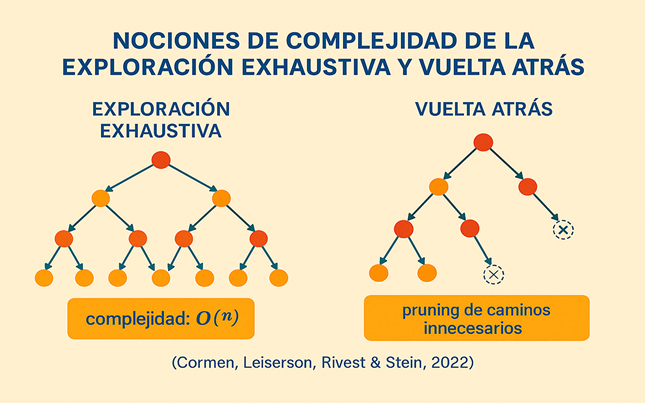 NOCIONES DE COMPLEJIDAD DE LA
EXPLORACIÓN EXHAUSTIVA Y VUELTA ATRÁS
EXPLORACIÓN
EXHAUSTIVA
complejidad: O(ⁿ)
VUELTA ATRÁS
pruning de caminos
innecesarios
(Cormen, Leiserson, Rivest & Stein, 2022)